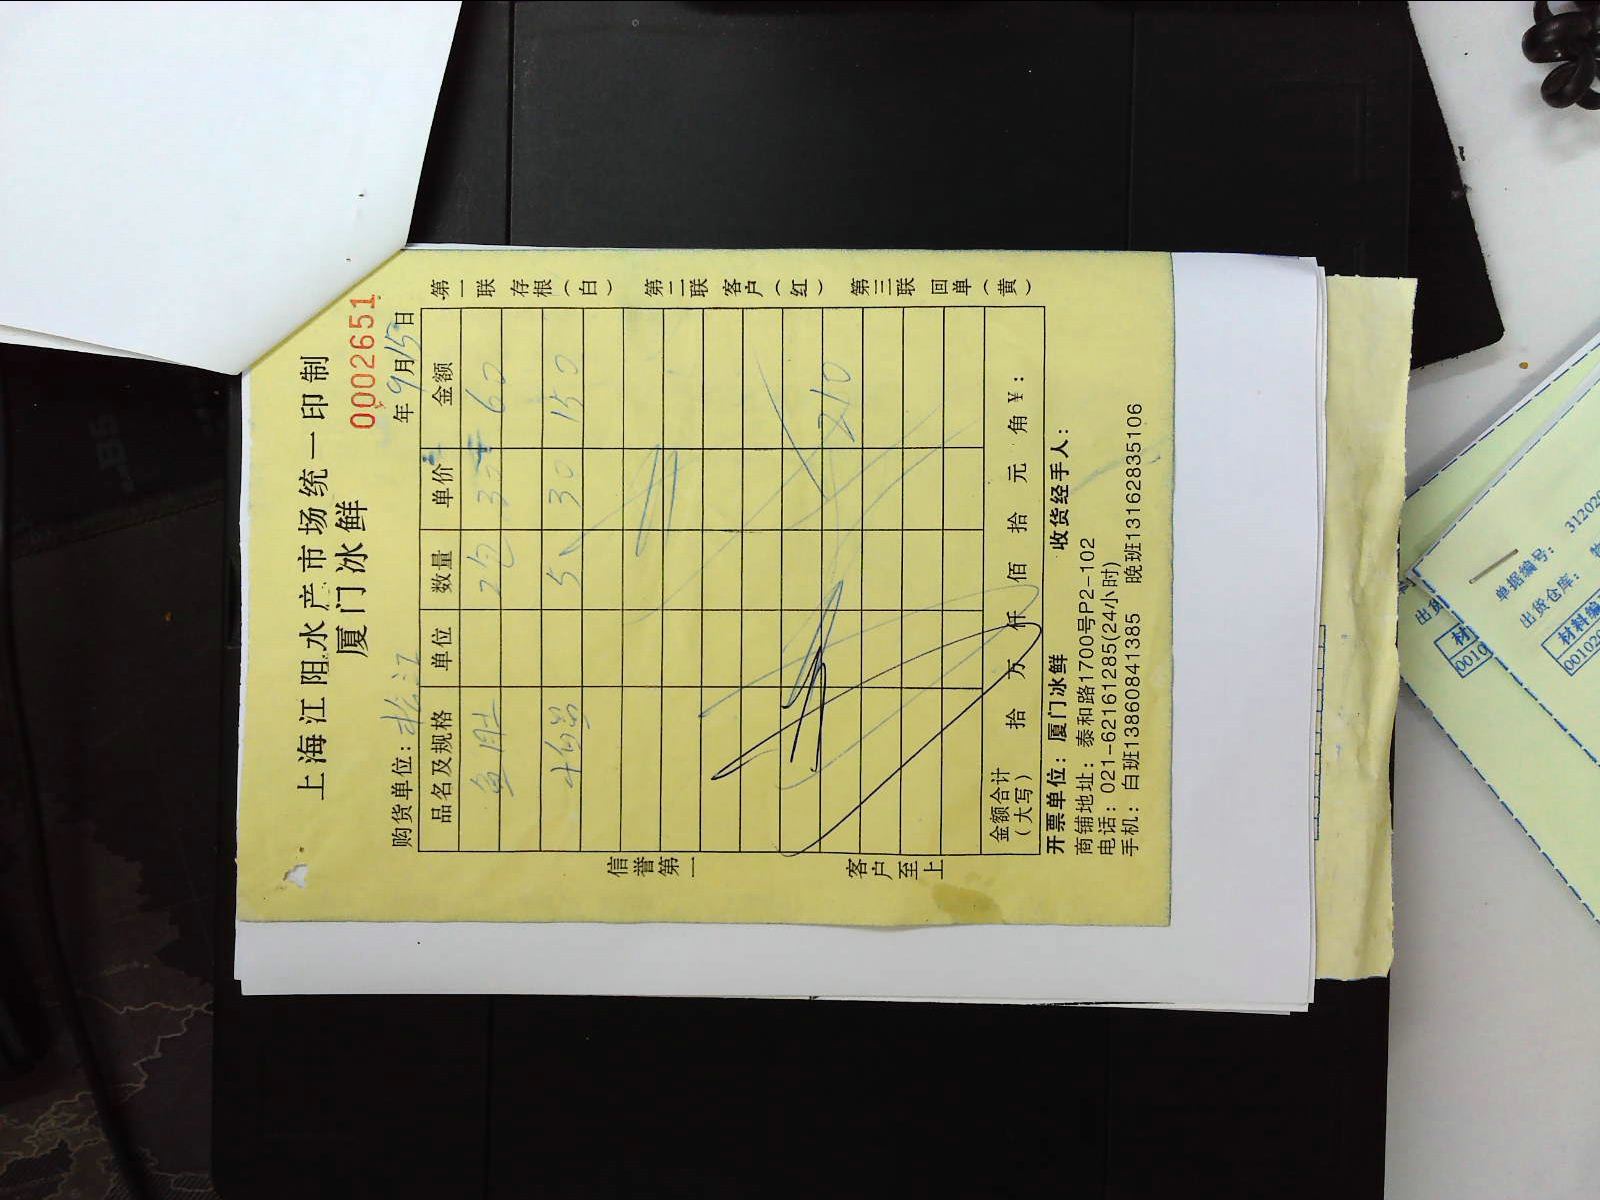 上海江阳水产市场统一印制
厦门冰鲜
0002651
购货单位：松江 年9月15日
品名及规格 单位 数量 单价 金额
鱼肚 2包 60
5 30 150
210
金额合计（大写） 拾 万 仟 佰 拾 元 角 ¥：
开票单位：厦门冰鲜 收货经手人：
商铺地址：泰和路1700号P2-102
电话：021-62161285(24小时)
手机：白班13860841385 晚班13162835106
第一联 存根（白） 第二联 客户（红） 第三联 回单（黄）
信誉第一 客户至上
单据编号：
出货仓库：